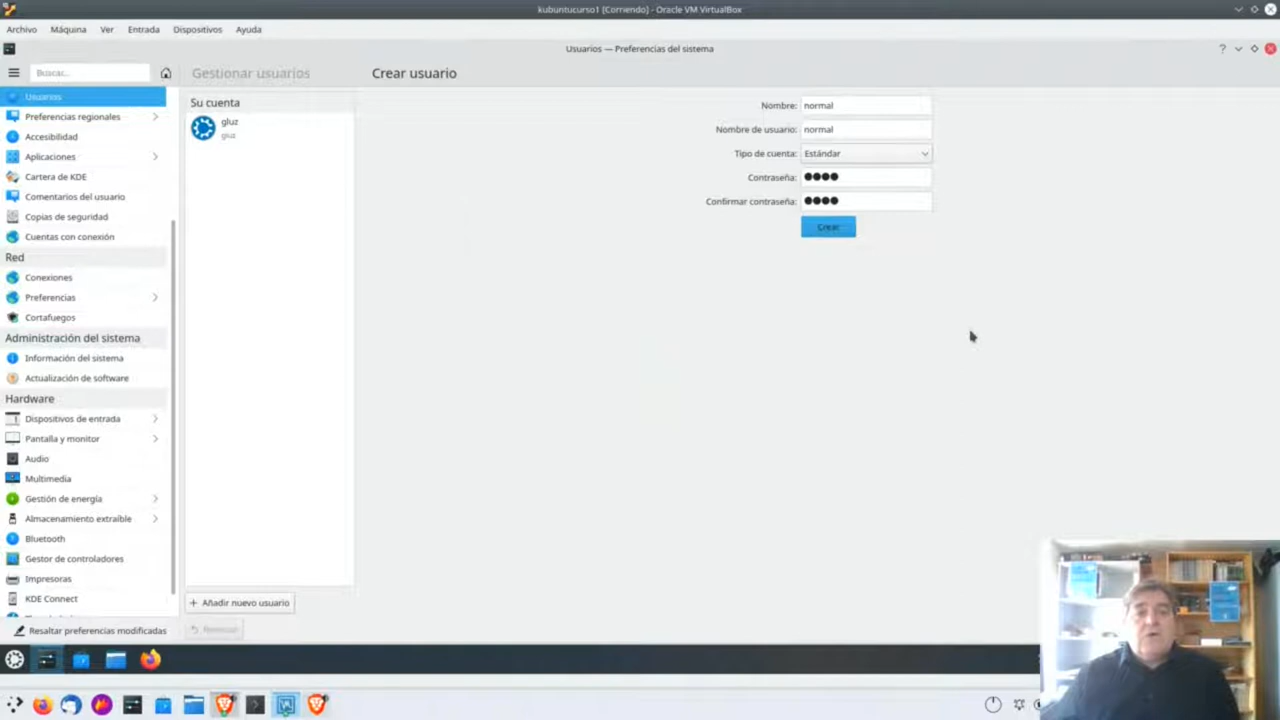 kubuntucurso1 [Corriendo] - Oracle VM VirtualBox
Archivo Máquina Ver Entrada Dispositivos Ayuda
Usuarios — Preferencias del sistema
?
Buscar...
Gestionar usuarios
Crear usuario
Usuarios
Preferencias regionales
Accesibilidad
Aplicaciones
Cartera de KDE
Comentarios del usuario
Copias de seguridad
Cuentas con conexión
Red
Conexiones
Preferencias
Cortafuegos
Administración del sistema
Información del sistema
Actualización de software
Hardware
Dispositivos de entrada
Pantalla y monitor
Audio
Multimedia
Gestión de energía
Almacenamiento extraíble
Bluetooth
Gestor de controladores
Impresoras
KDE Connect
Resaltar preferencias modificadas
Su cuenta
gluz
gluz
+ Añadir nuevo usuario
Reiniciar
Nombre: normal
Nombre de usuario: normal
Tipo de cuenta: Estándar
Contraseña: ●●●●
Confirmar contraseña: ●●●●
Crear